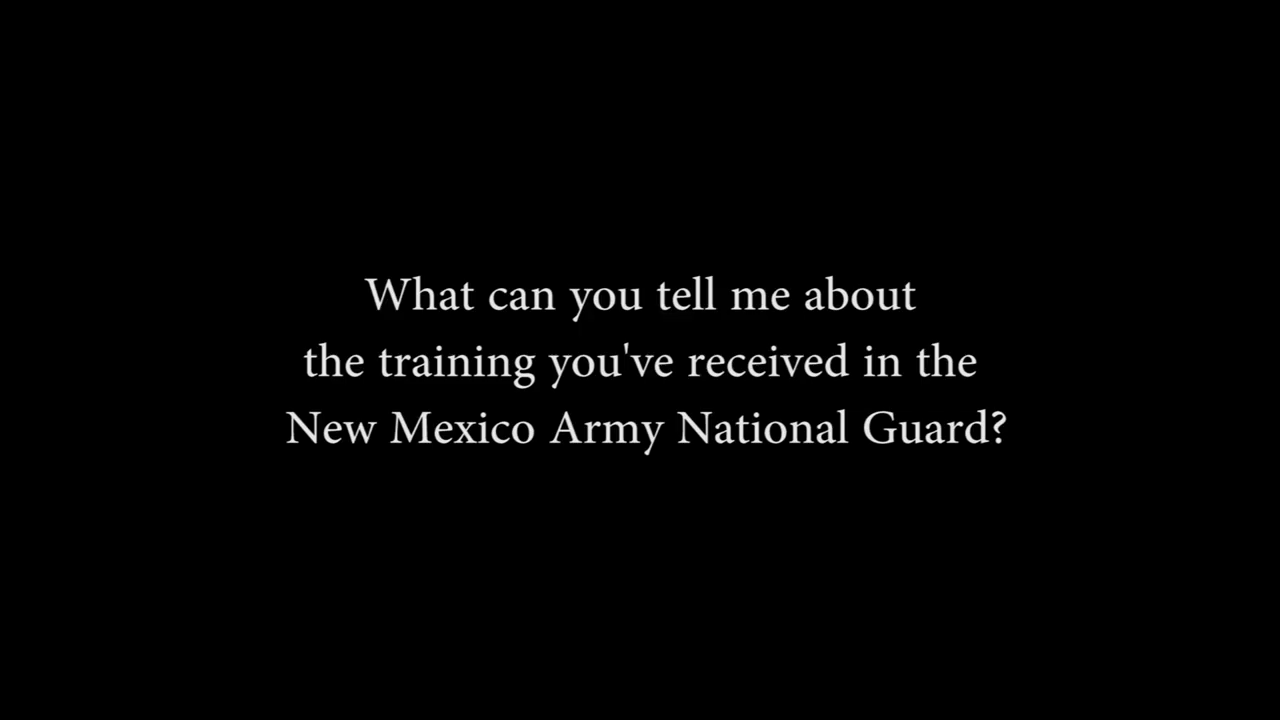 What can you tell me about
the training you've received in the
New Mexico Army National Guard?